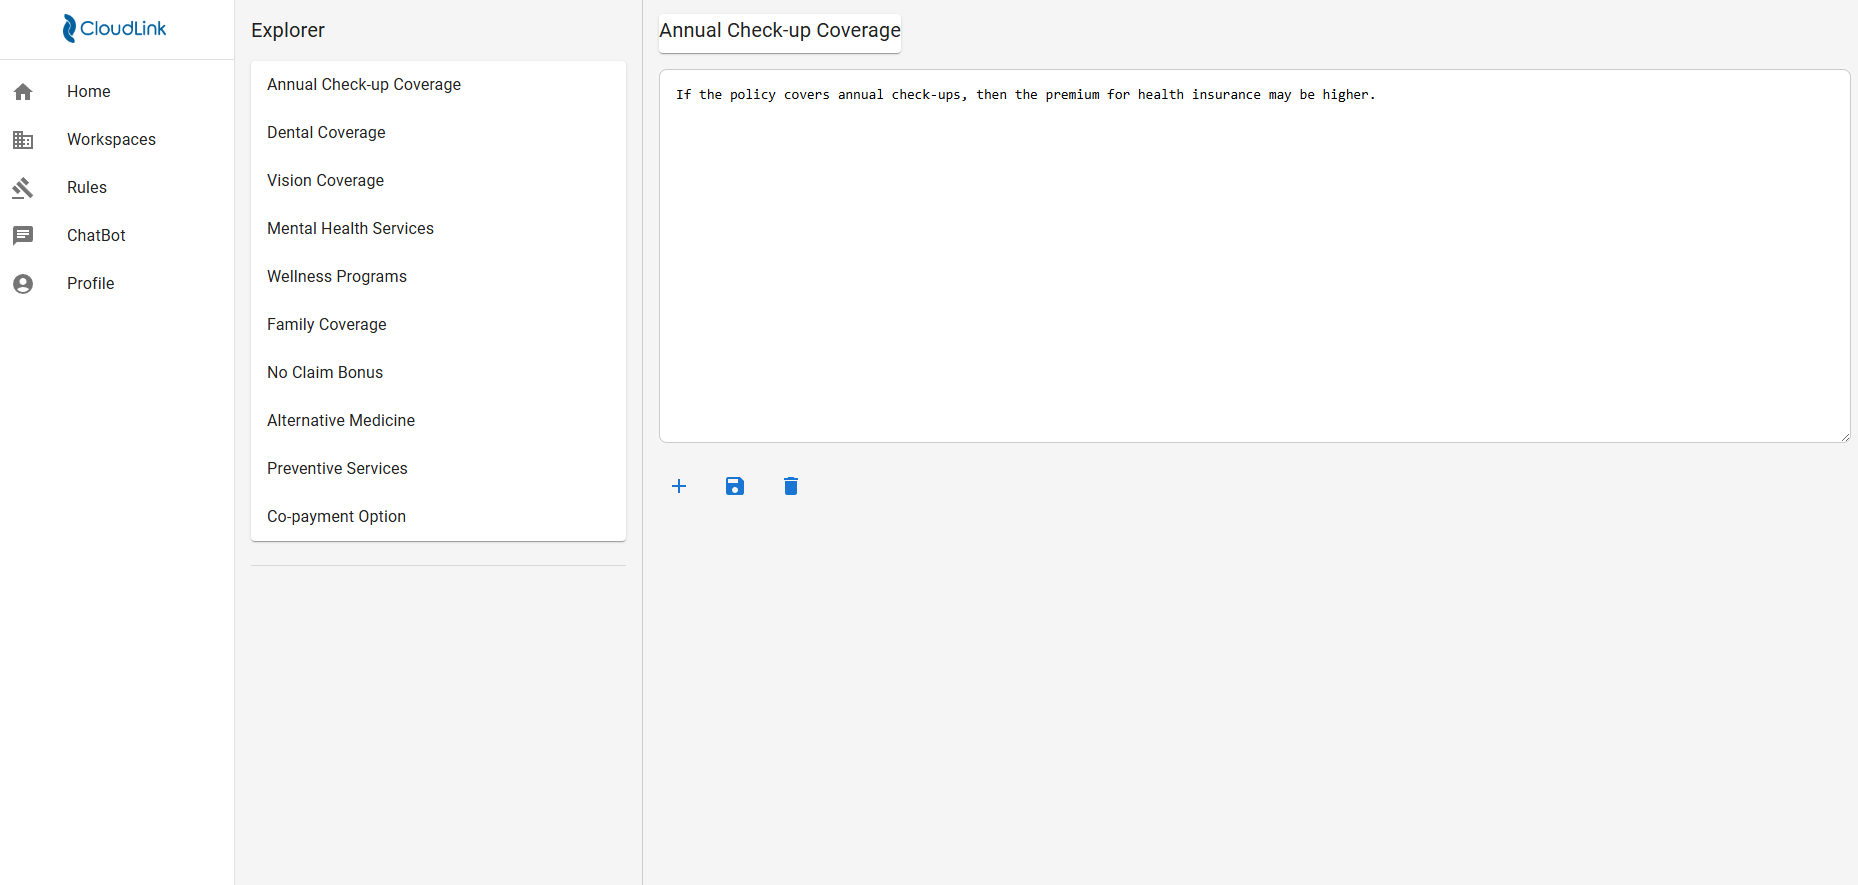 CloudLink
Home
Workspaces
Rules
ChatBot
Profile
Explorer
Annual Check-up Coverage
Dental Coverage
Vision Coverage
Mental Health Services
Wellness Programs
Family Coverage
No Claim Bonus
Alternative Medicine
Preventive Services
Co-payment Option
Annual Check-up Coverage
If the policy covers annual check-ups, then the premium for health insurance may be higher.